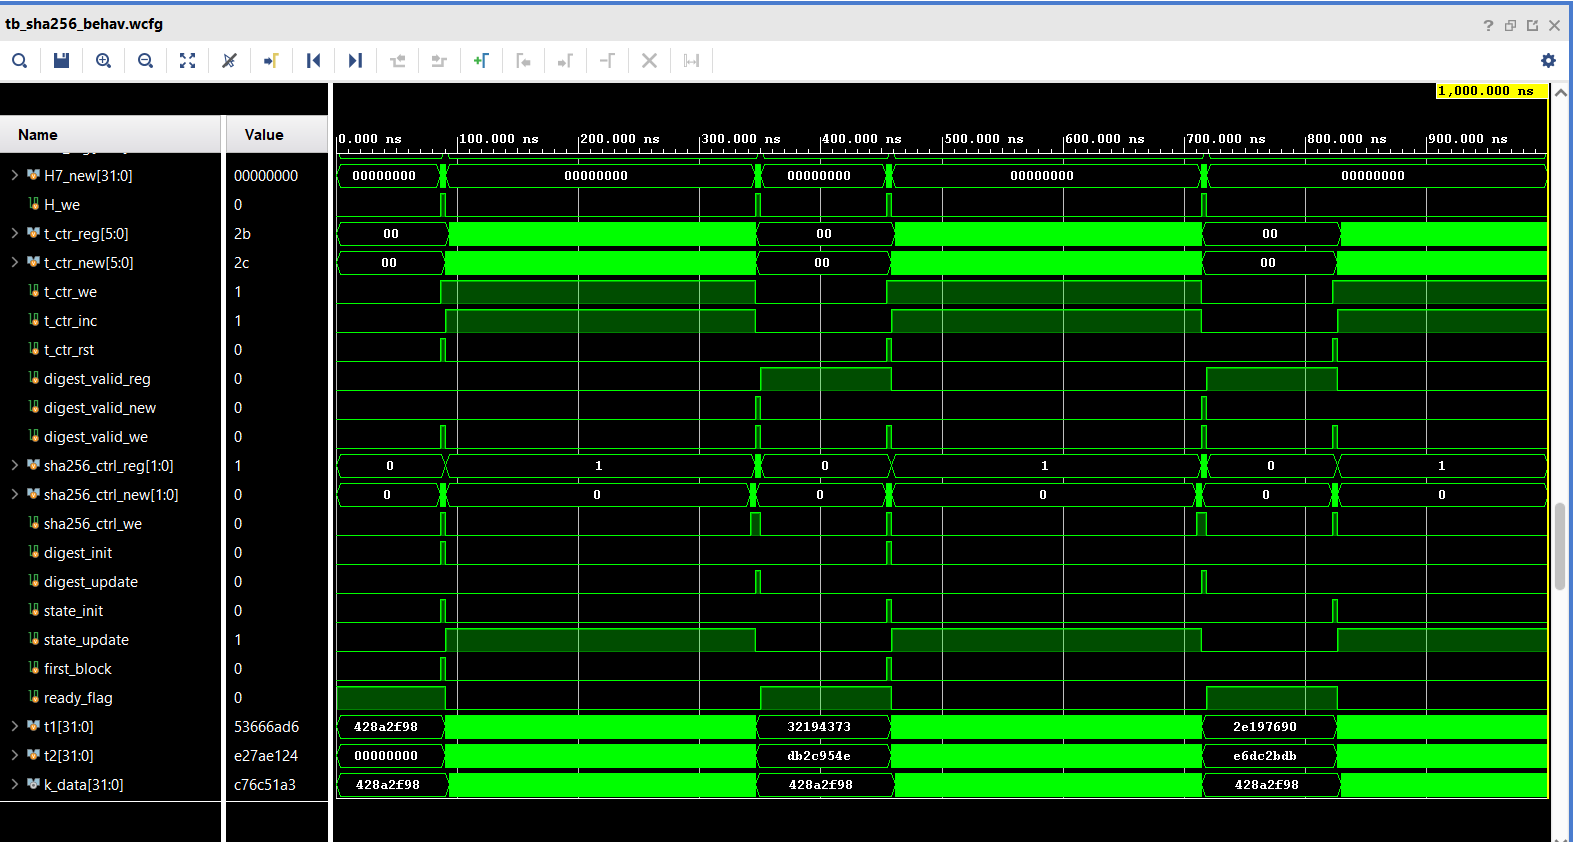 tb_sha256_behav.wcfg
1,000.000 ns
Name Value
0.000 ns 100.000 ns 200.000 ns 300.000 ns 400.000 ns 500.000 ns 600.000 ns 700.000 ns 800.000 ns 900.000 ns
H7_new[31:0] 00000000 00000000 00000000 00000000 00000000 00000000
H_we 0
t_ctr_reg[5:0] 2b 00 00 00
t_ctr_new[5:0] 2c 00 00 00
t_ctr_we 1
t_ctr_inc 1
t_ctr_rst 0
digest_valid_reg 0
digest_valid_new 0
digest_valid_we 0
sha256_ctrl_reg[1:0] 1 0 1 0 1 0 1
sha256_ctrl_new[1:0] 0 0 0 0 0 0 0
sha256_ctrl_we 0
digest_init 0
digest_update 0
state_init 0
state_update 1
first_block 0
ready_flag 0
t1[31:0] 53666ad6 428a2f98 32194373 2e197690
t2[31:0] e27ae124 00000000 db2c954e e6dc2bdb
k_data[31:0] c76c51a3 428a2f98 428a2f98 428a2f98